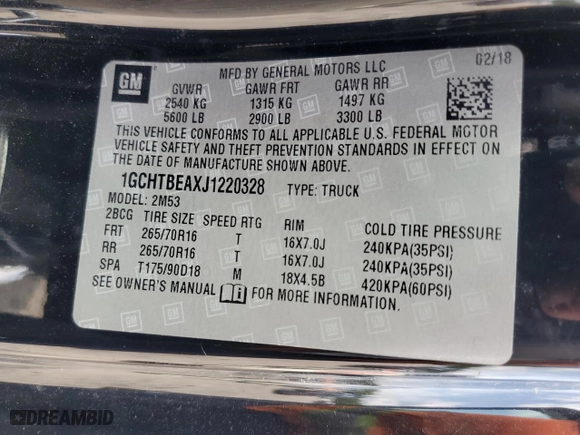 GM
MFD BY GENERAL MOTORS LLC
02/18
GVWR GAWR FRT GAWR RR
2540 KG 1315 KG 1497 KG
5600 LB 2900 LB 3300 LB
THIS VEHICLE CONFORMS TO ALL APPLICABLE U.S. FEDERAL MOTOR
VEHICLE SAFETY AND THEFT PREVENTION STANDARDS IN EFFECT ON
THE DATE OF MANUFACTURE SHOWN ABOVE.
1GCHTBEAXJ1220328 TYPE: TRUCK
MODEL: 2M53
2BCG TIRE SIZE SPEED RTG RIM COLD TIRE PRESSURE
FRT 265/70R16 T 16X7.0J 240KPA(35PSI)
RR 265/70R16 T 16X7.0J 240KPA(35PSI)
SPA T175/90D18 M 18X4.5B 420KPA(60PSI)
SEE OWNER'S MANUAL FOR MORE INFORMATION.
DREAMBID